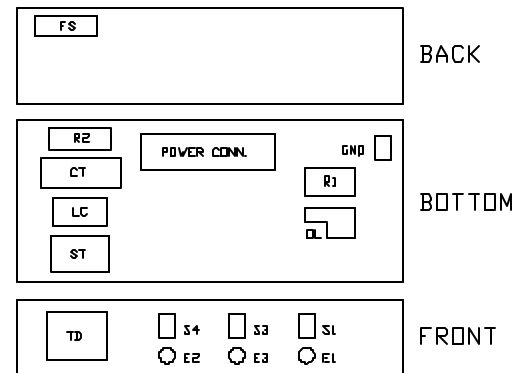 FS
BACK
R2
POWER CONN.
GND
CT
R1
LC
BOTTOM
OL
ST
TD
S4
S3
S1
FRONT
E2
E3
E1